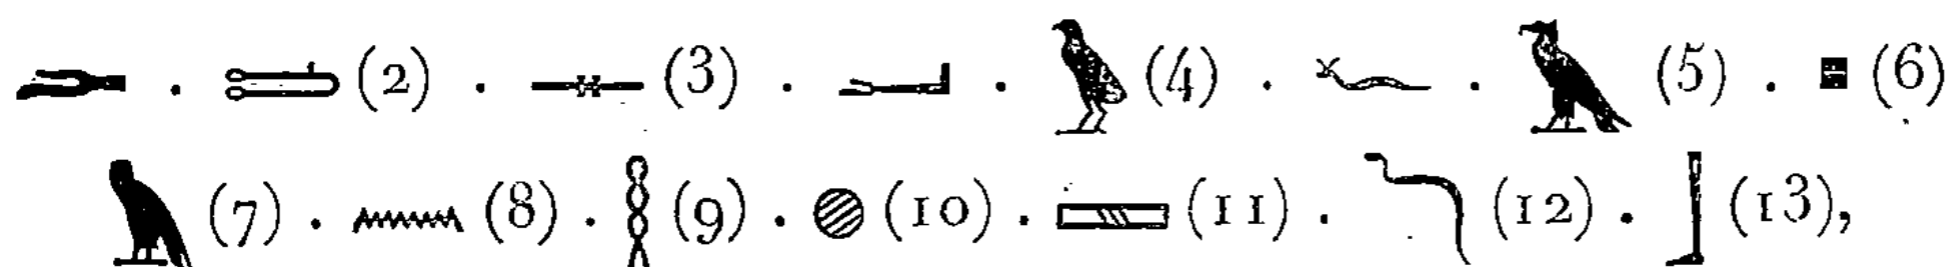 𓂧 . 𓎀 (2) . 𓊃 (3) . 𓂝 . 𓅱 (4) . 𓆑 . 𓄿 (5) . 𓊪 (6)
𓅓 (7) . 𓈖 (8) . 𓎛 (9) . 𓐍 (10) . 𓈙 (11) . 𓋴 (12) . 𓃀 (13),